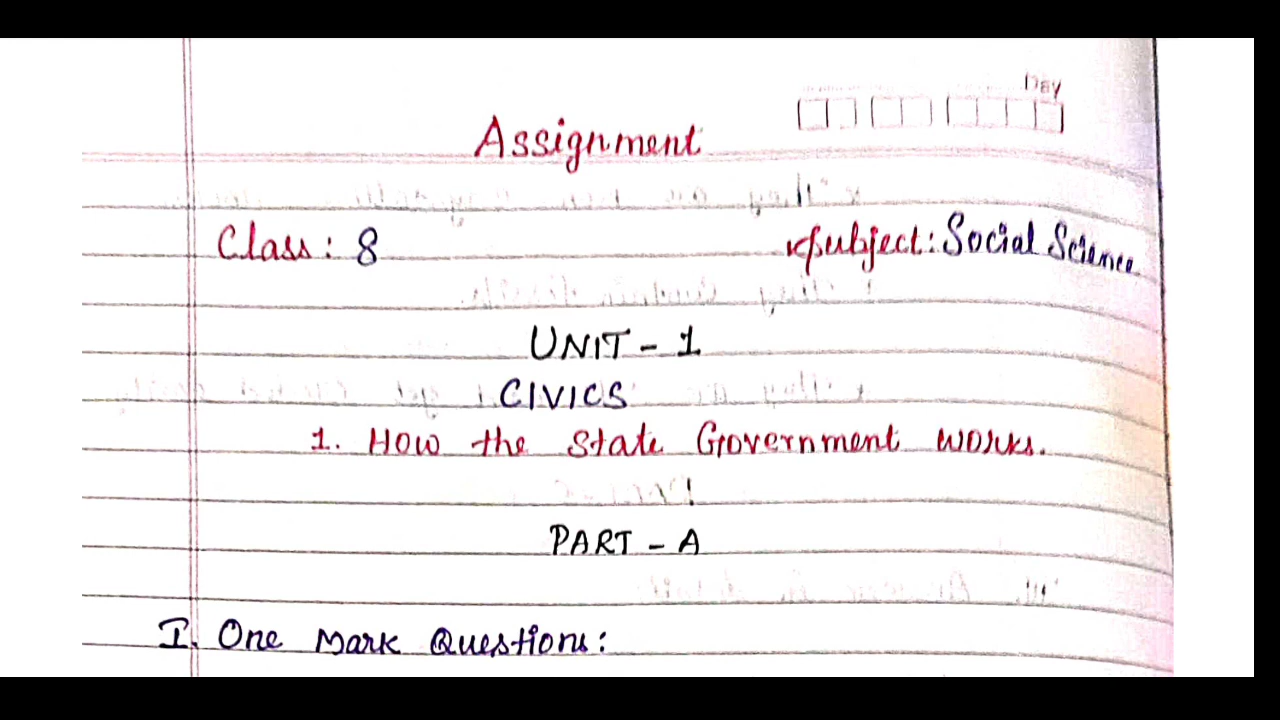 Day
Assignment
Class: 8 Subject: Social Science
UNIT - 1
CIVICS
1. How the State Government works.
PART - A
I. One Mark Questions: